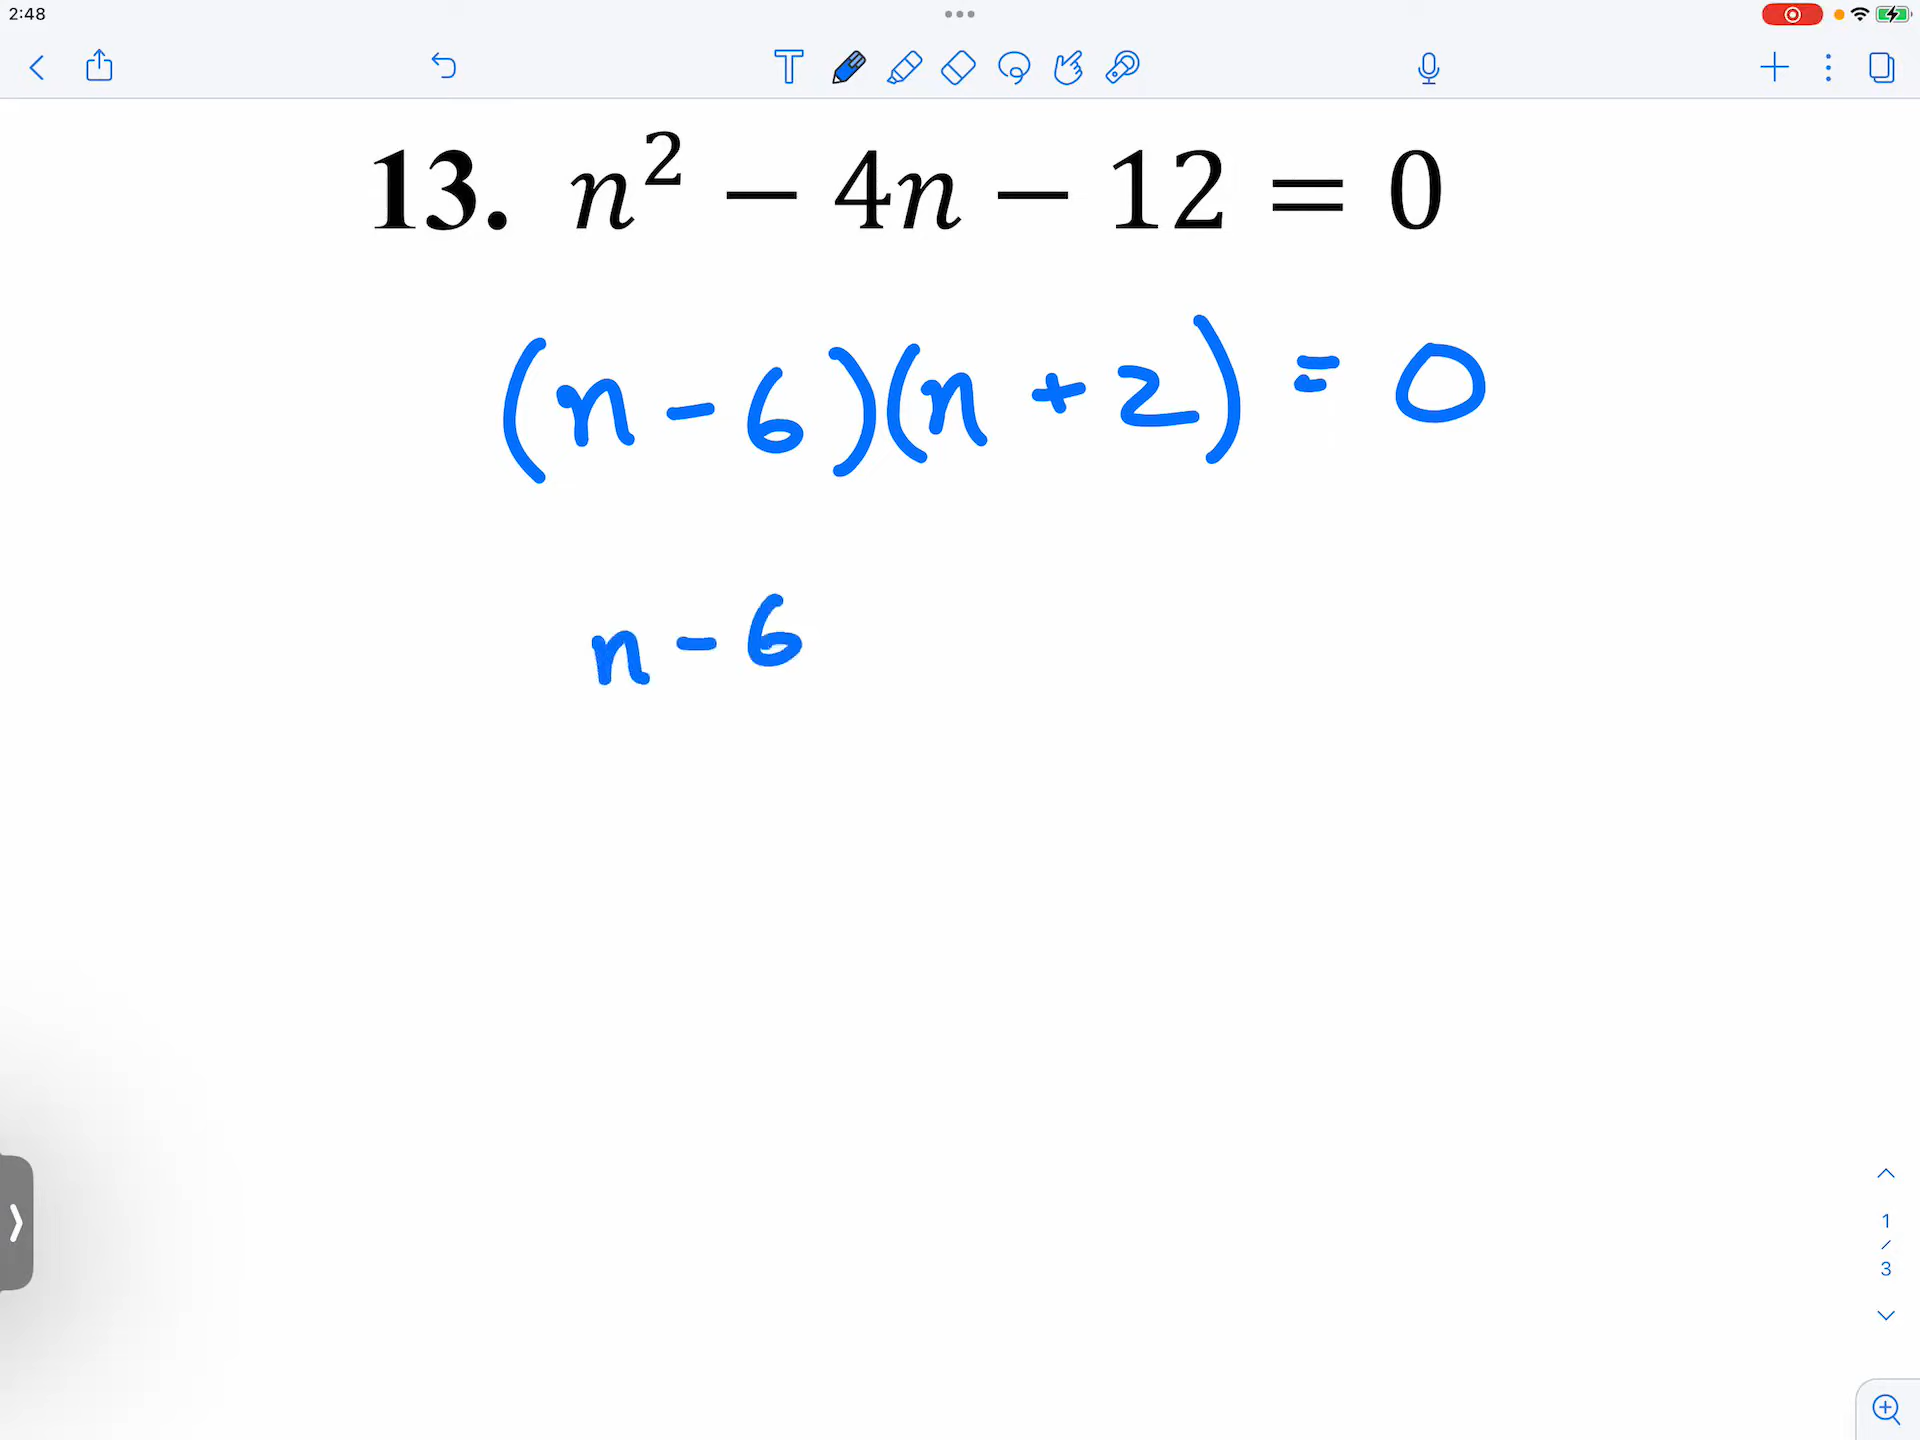 2:48
13. n² − 4n − 12 = 0
(n - 6)(n + 2) = 0
n - 6
1
/
3